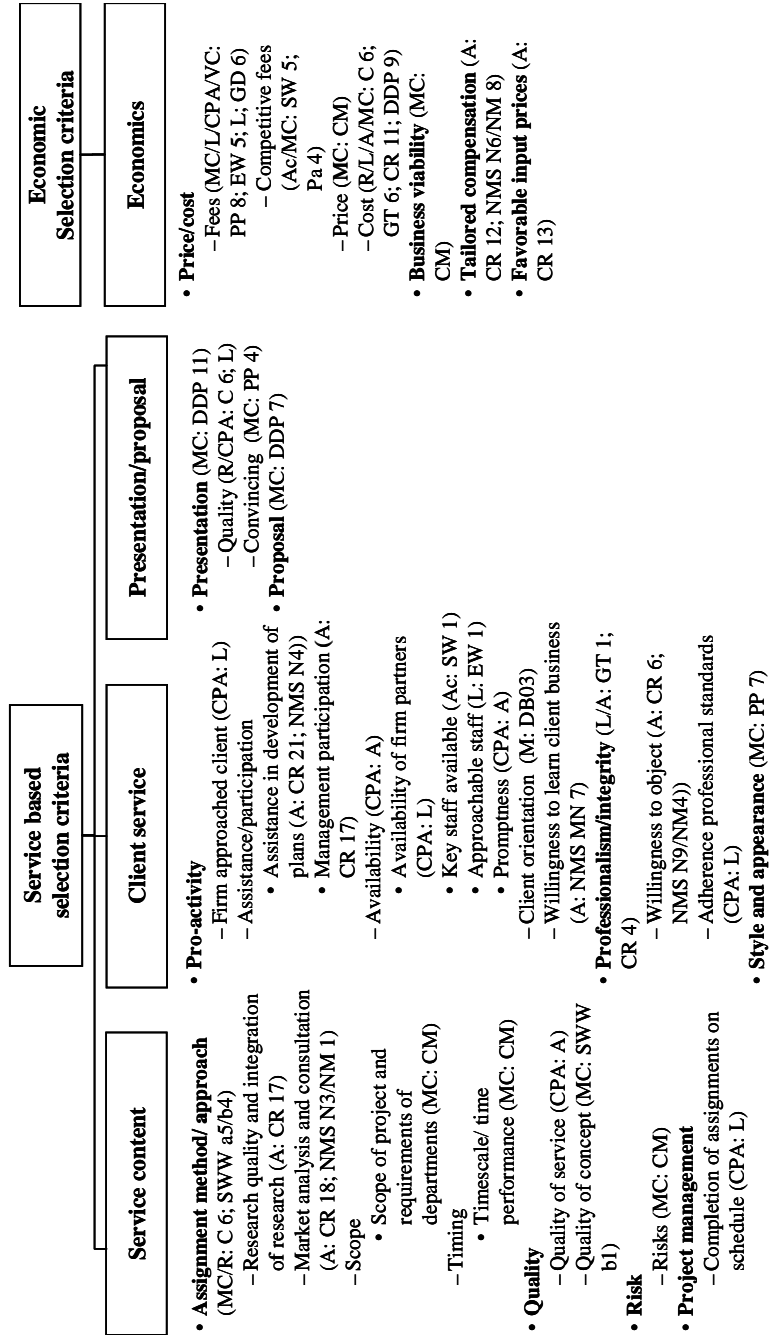 Service based
selection criteria
Economic
Selection criteria
Service content
• Assignment method/ approach
(MC/R: C 6; SWW a5/b4)
– Research quality and integration
of research (A: CR 17)
– Market analysis and consultation
(A: CR 18; NMS N3/NM 1)
– Scope
• Scope of project and
requirements of
departments (MC: CM)
– Timing
• Timescale/ time
performance (MC: CM)
• Quality
– Quality of service (CPA: A)
– Quality of concept (MC: SWW
b1)
• Risk
– Risks (MC: CM)
• Project management
– Completion of assignments on
schedule (CPA: L)
Client service
• Pro-activity
– Firm approached client (CPA: L)
– Assistance/participation
• Assistance in development of
plans (A: CR 21; NMS N4))
• Management participation (A:
CR 17)
– Availability (CPA: A)
• Availability of firm partners
(CPA: L)
• Key staff available (Ac: SW 1)
• Approachable staff (L: EW 1)
• Promptness (CPA: A)
– Client orientation (M: DB03)
– Willingness to learn client business
(A: NMS MN 7)
• Professionalism/integrity (L/A: GT 1;
CR 4)
– Willingness to object (A: CR 6;
NMS N9/NM4))
– Adherence professional standards
(CPA: L)
• Style and appearance (MC: PP 7)
Presentation/proposal
• Presentation (MC: DDP 11)
– Quality (R/CPA: C 6; L)
– Convincing (MC: PP 4)
• Proposal (MC: DDP 7)
Economics
• Price/cost
– Fees (MC/L/CPA/VC:
PP 8; EW 5; L; GD 6)
– Competitive fees
(Ac/MC: SW 5;
Pa 4)
– Price (MC: CM)
– Cost (R/L/A/MC: C 6;
GT 6; CR 11; DDP 9)
• Business viability (MC:
CM)
• Tailored compensation (A:
CR 12; NMS N6/NM 8)
• Favorable input prices (A:
CR 13)